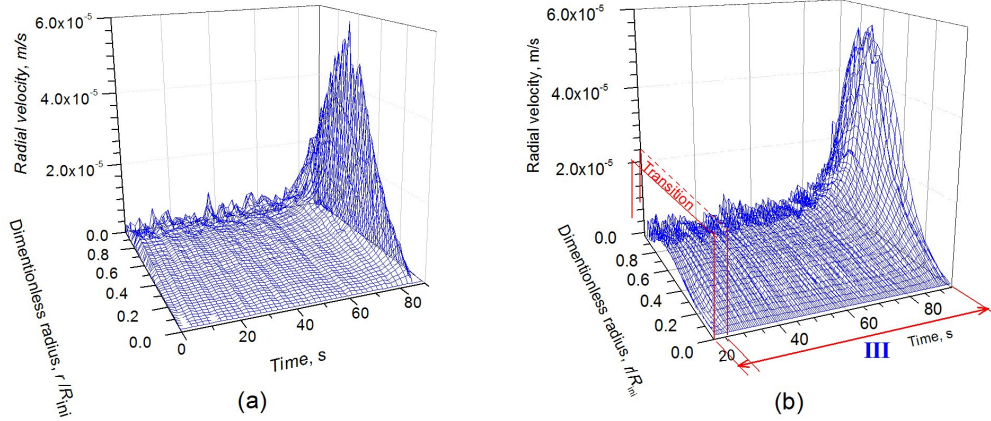 6.0x10-5
4.0x10-5
2.0x10-5
0.0
Radial velocity, m/s
0.8
0.6
0.4
0.2
0.0
Dimentionless radius, r /Rini
0
20
40
60
80
Time, s
(a)
6.0x10-5
4.0x10-5
2.0x10-5
0.0
Radial velocity, m/s
Transition
0.8
0.6
0.4
0.2
0.0
Dimentionless radius, r/Rini
20
40
60
80
Time, s
III
(b)